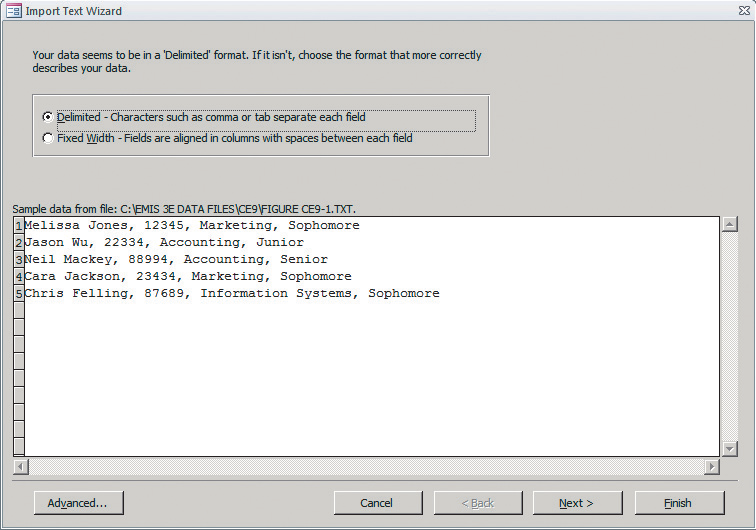 Import Text Wizard
Your data seems to be in a 'Delimited' format. If it isn't, choose the format that more correctly
describes your data.
Delimited - Characters such as comma or tab separate each field
Fixed Width - Fields are aligned in columns with spaces between each field
Sample data from file: C:\EMIS 3E DATA FILES\CE9\FIGURE CE9-1.TXT.
1 Melissa Jones, 12345, Marketing, Sophomore
2 Jason Wu, 22334, Accounting, Junior
3 Neil Mackey, 88994, Accounting, Senior
4 Cara Jackson, 23434, Marketing, Sophomore
5 Chris Felling, 87689, Information Systems, Sophomore
Advanced... Cancel < Back Next > Finish